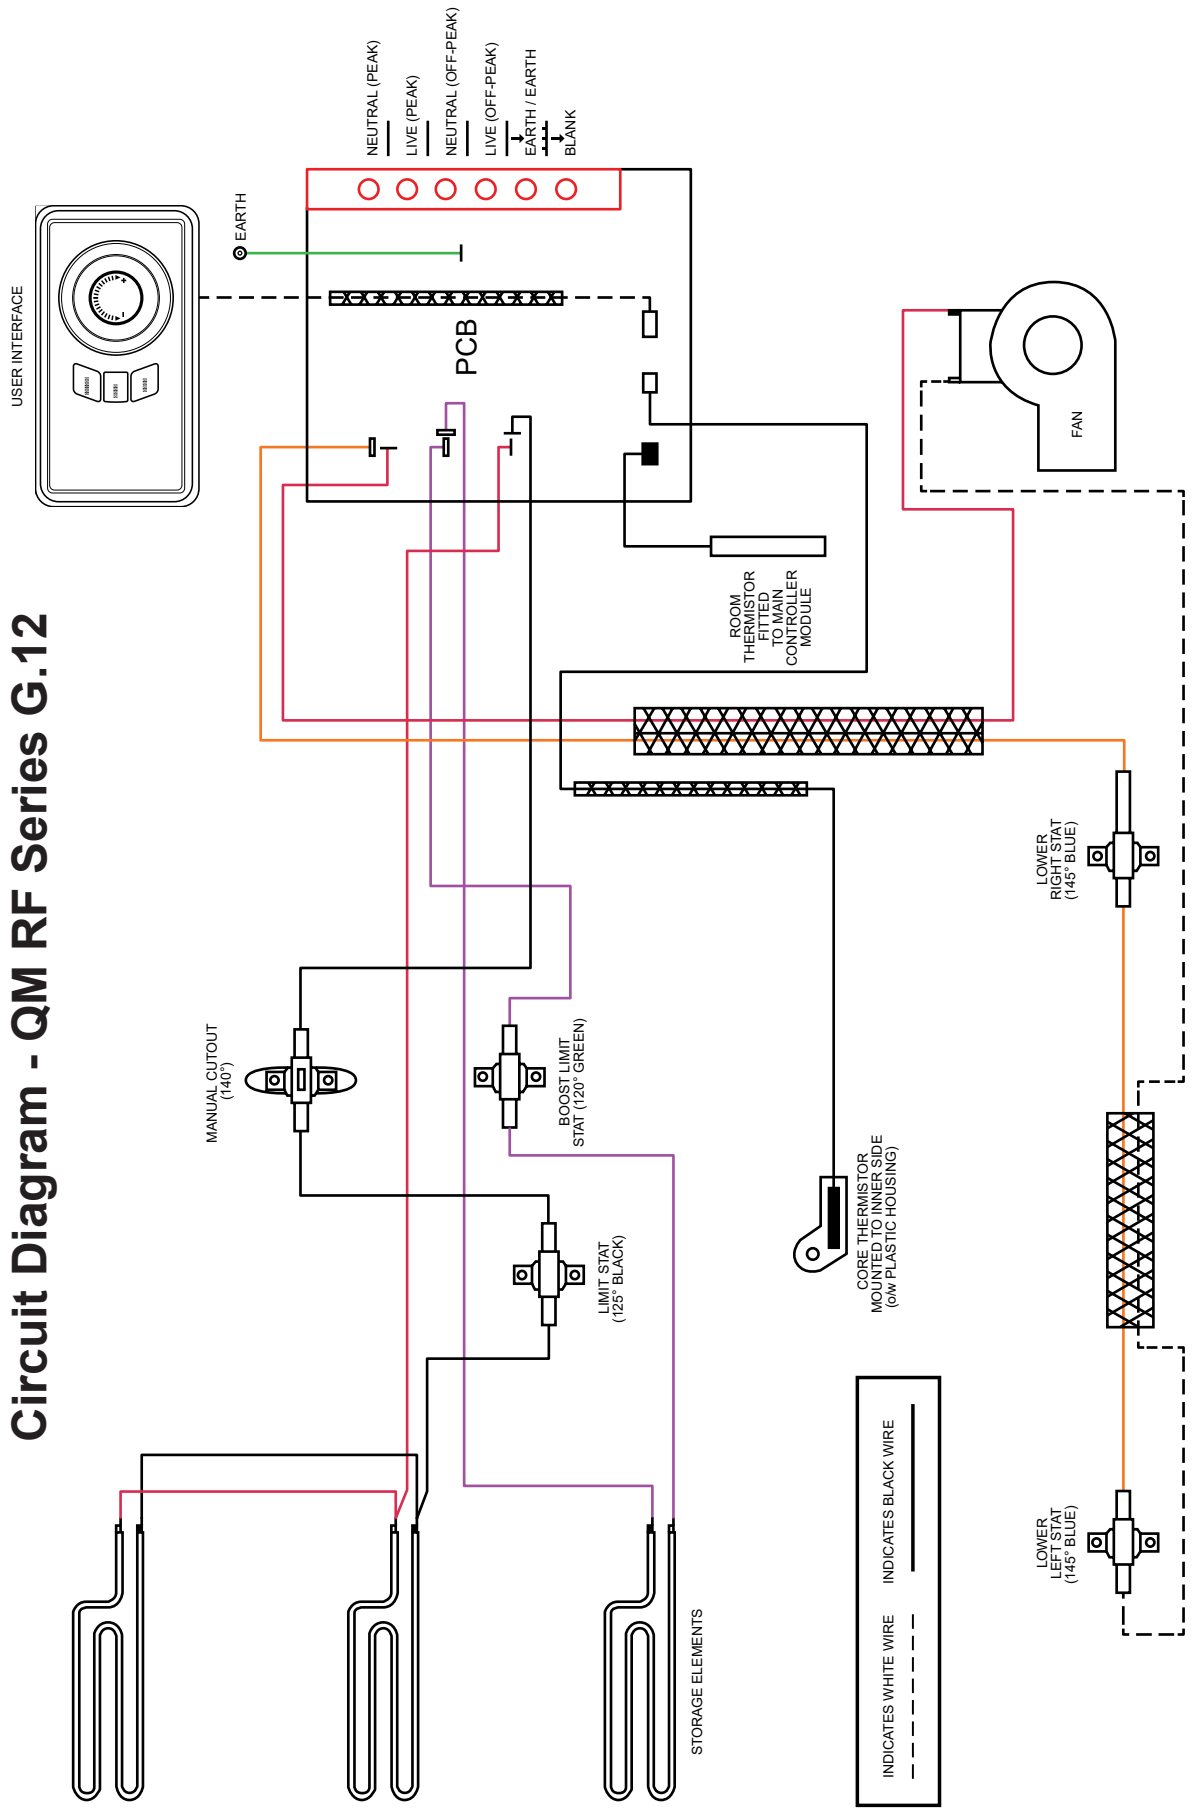 Circuit Diagram - QM RF Series G.12
USER INTERFACE
EARTH
NEUTRAL (PEAK)
LIVE (PEAK)
NEUTRAL (OFF-PEAK)
LIVE (OFF-PEAK)
EARTH / EARTH
BLANK
PCB
MANUAL CUTOUT
(140°)
BOOST LIMIT
STAT (120° GREEN)
LIMIT STAT
(125° BLACK)
ROOM
THERMISTOR
FITTED
TO MAIN
CONTROLLER
MODULE
FAN
STORAGE ELEMENTS
CORE THERMISTOR
MOUNTED TO INNER SIDE
(o/w PLASTIC HOUSING)
LOWER
RIGHT STAT
(145° BLUE)
LOWER
LEFT STAT
(145° BLUE)
INDICATES WHITE WIRE
INDICATES BLACK WIRE